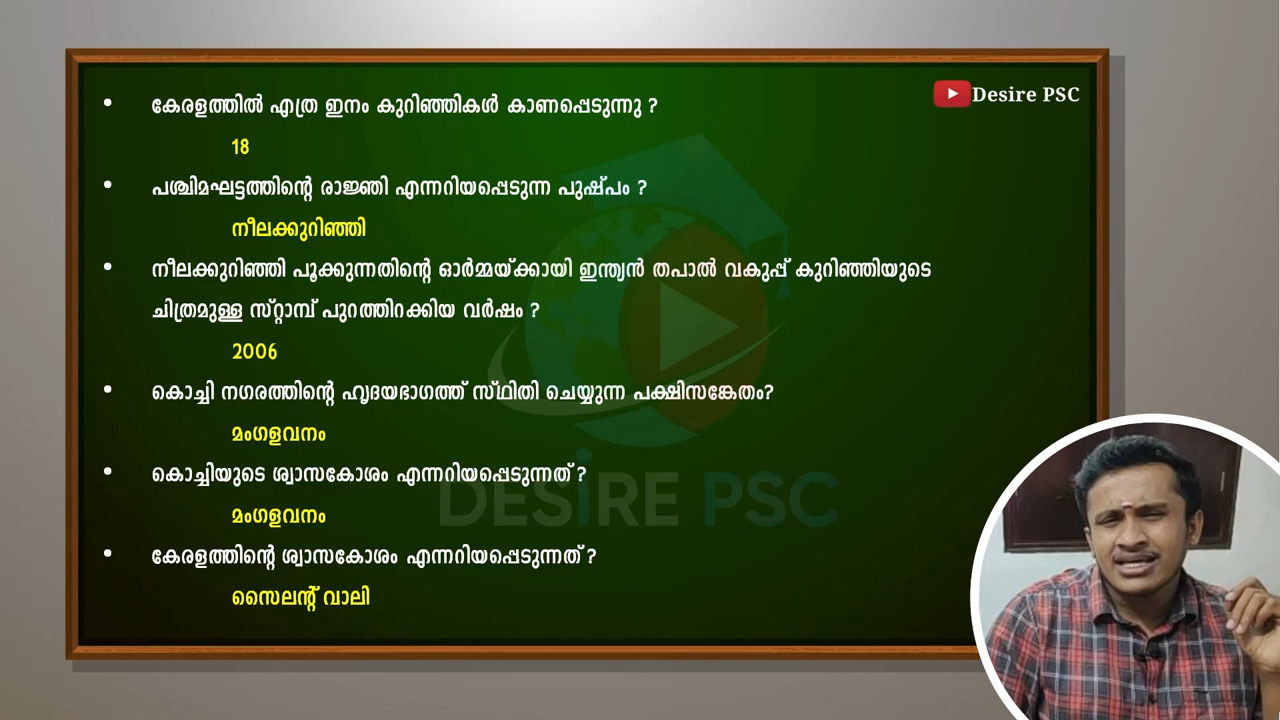 Desire PSC
• കേരളത്തിൽ എത്ര ഇനം കുറിഞ്ഞികൾ കാണപ്പെടുന്നു ?
18
• പശ്ചിമഘട്ടത്തിന്റെ രാജ്ഞി എന്നറിയപ്പെടുന്ന പുഷ്പം ?
നീലക്കുറിഞ്ഞി
• നീലക്കുറിഞ്ഞി പൂക്കുന്നതിന്റെ ഓർമ്മയ്ക്കായി ഇന്ത്യൻ തപാൽ വകുപ്പ് കുറിഞ്ഞിയുടെ
ചിത്രമുള്ള സ്റ്റാമ്പ് പുറത്തിറക്കിയ വർഷം ?
2006
• കൊച്ചി നഗരത്തിന്റെ ഹൃദയഭാഗത്ത് സ്ഥിതി ചെയ്യുന്ന പക്ഷിസങ്കേതം?
മംഗളവനം
• കൊച്ചിയുടെ ശ്വാസകോശം എന്നറിയപ്പെടുന്നത് ?
DESIRE PSC
മംഗളവനം
• കേരളത്തിന്റെ ശ്വാസകോശം എന്നറിയപ്പെടുന്നത് ?
സൈലന്റ് വാലി